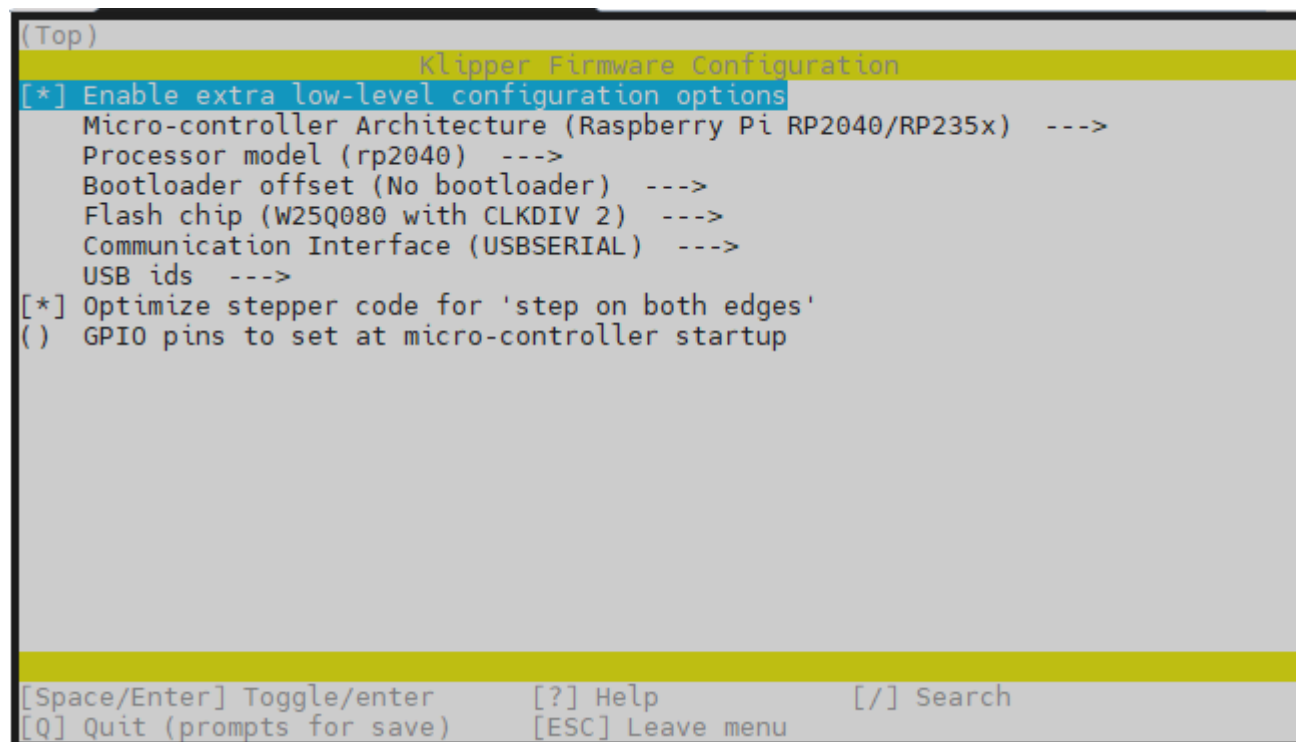 (Top)
Klipper Firmware Configuration
[*] Enable extra low-level configuration options
Micro-controller Architecture (Raspberry Pi RP2040/RP235x)  --->
Processor model (rp2040)  --->
Bootloader offset (No bootloader)  --->
Flash chip (W25Q080 with CLKDIV 2)  --->
Communication Interface (USBSERIAL)  --->
USB ids  --->
[*] Optimize stepper code for 'step on both edges'
()  GPIO pins to set at micro-controller startup
[Space/Enter] Toggle/enter      [?] Help            [/] Search
[Q] Quit (prompts for save)     [ESC] Leave menu